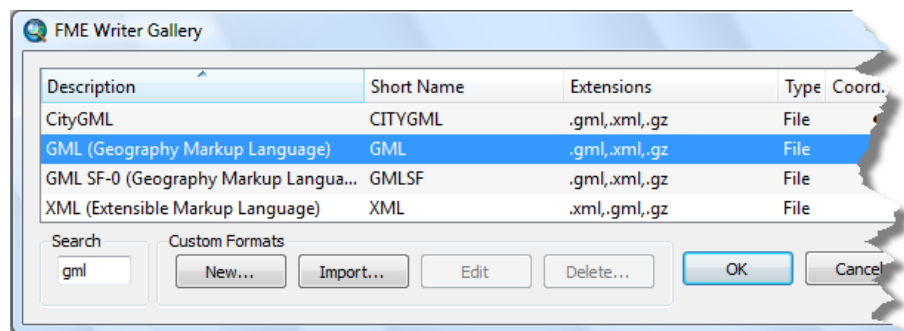 FME Writer Gallery
Description Short Name Extensions Type Coord.
CityGML CITYGML .gml,.xml,.gz File
GML (Geography Markup Language) GML .gml,.xml,.gz File
GML SF-0 (Geography Markup Langua... GMLSF .gml,.xml,.gz File
XML (Extensible Markup Language) XML .xml,.gml,.gz File
Search Custom Formats
gml New... Import... Edit Delete... OK Cancel